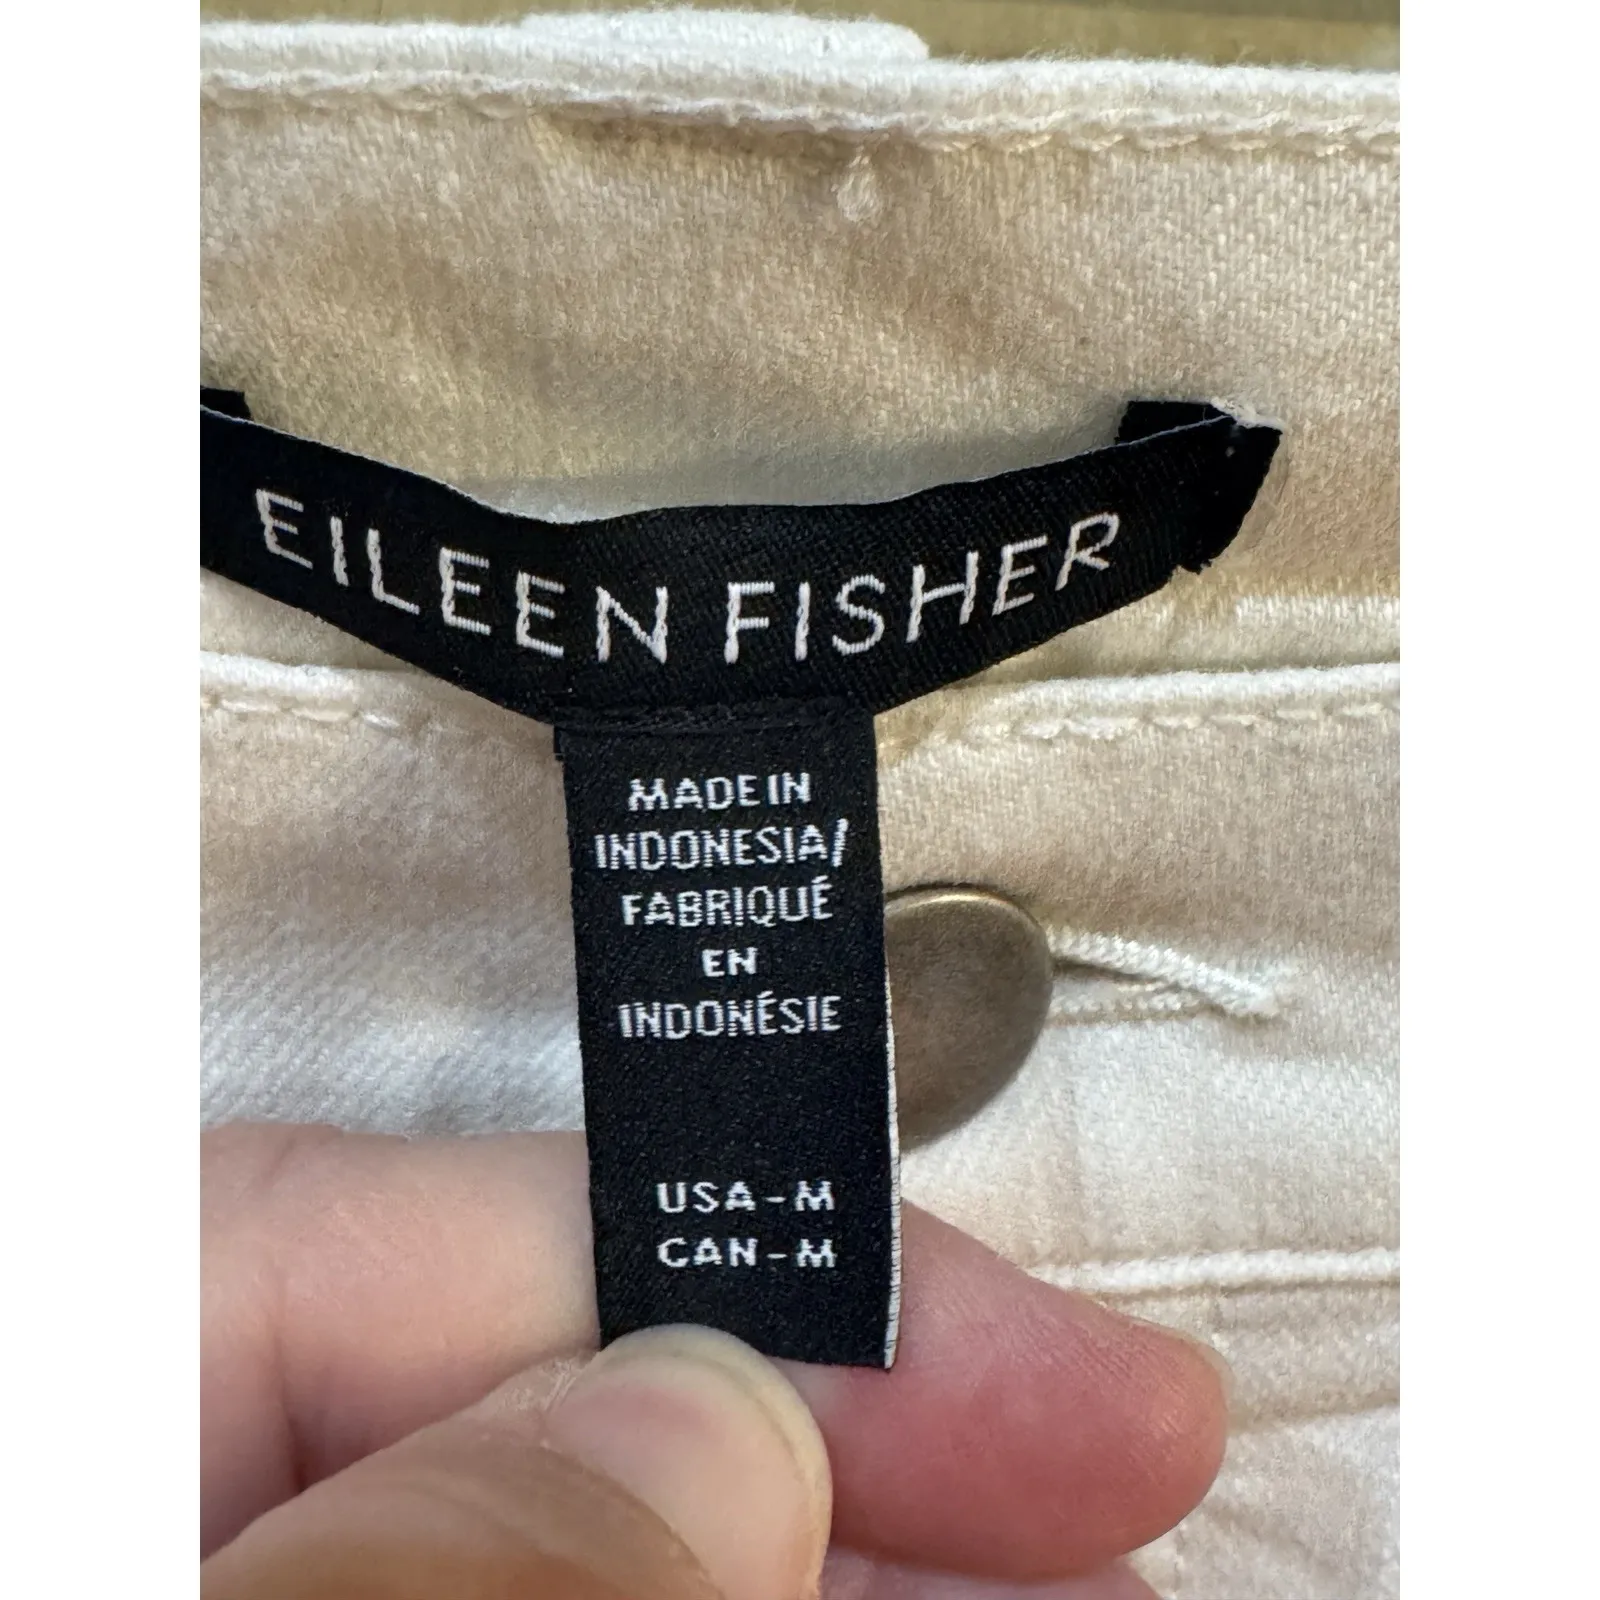 EILEEN FISHER
MADE IN
INDONESIA/
FABRIQUÉ
EN
INDONÉSIE
USA-M
CAN-M